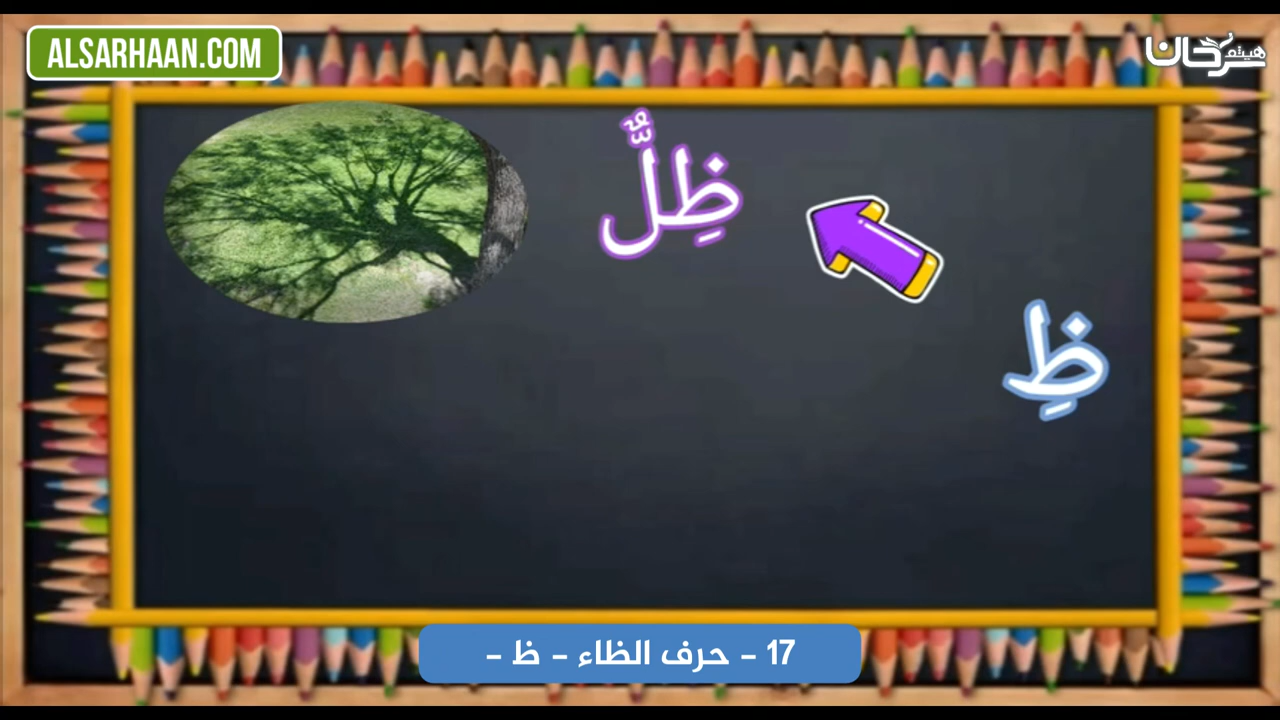 ALSARHAAN.COM
هيثم سرحان
ظِلٌّ
ظِ
17 - حرف الظاء - ظ -